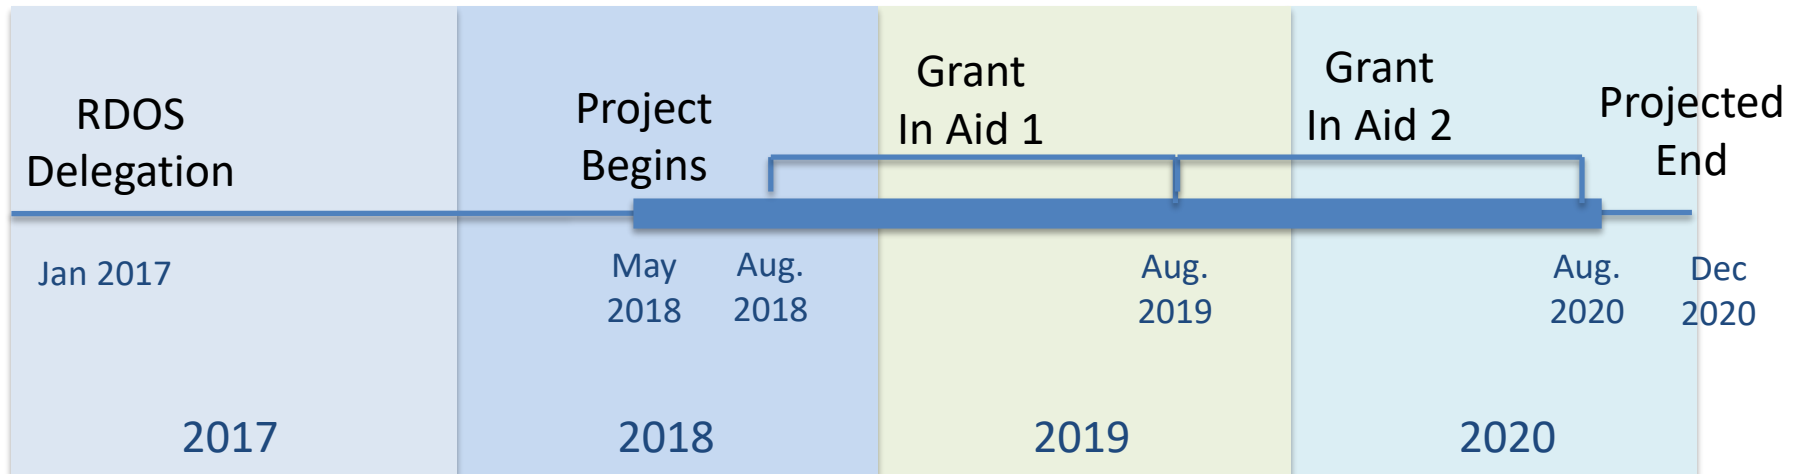 RDOS
Delegation
Project
Begins
Grant
In Aid 1
Grant
In Aid 2
Projected
End
Jan 2017
May
2018
Aug.
2018
Aug.
2019
Aug.
2020
Dec
2020
2017
2018
2019
2020